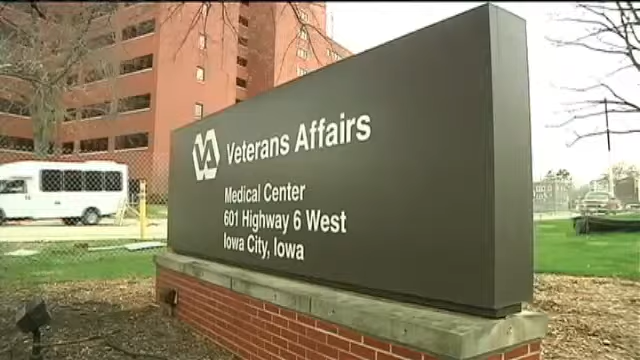 VA Veterans Affairs
Medical Center
601 Highway 6 West
Iowa City, Iowa